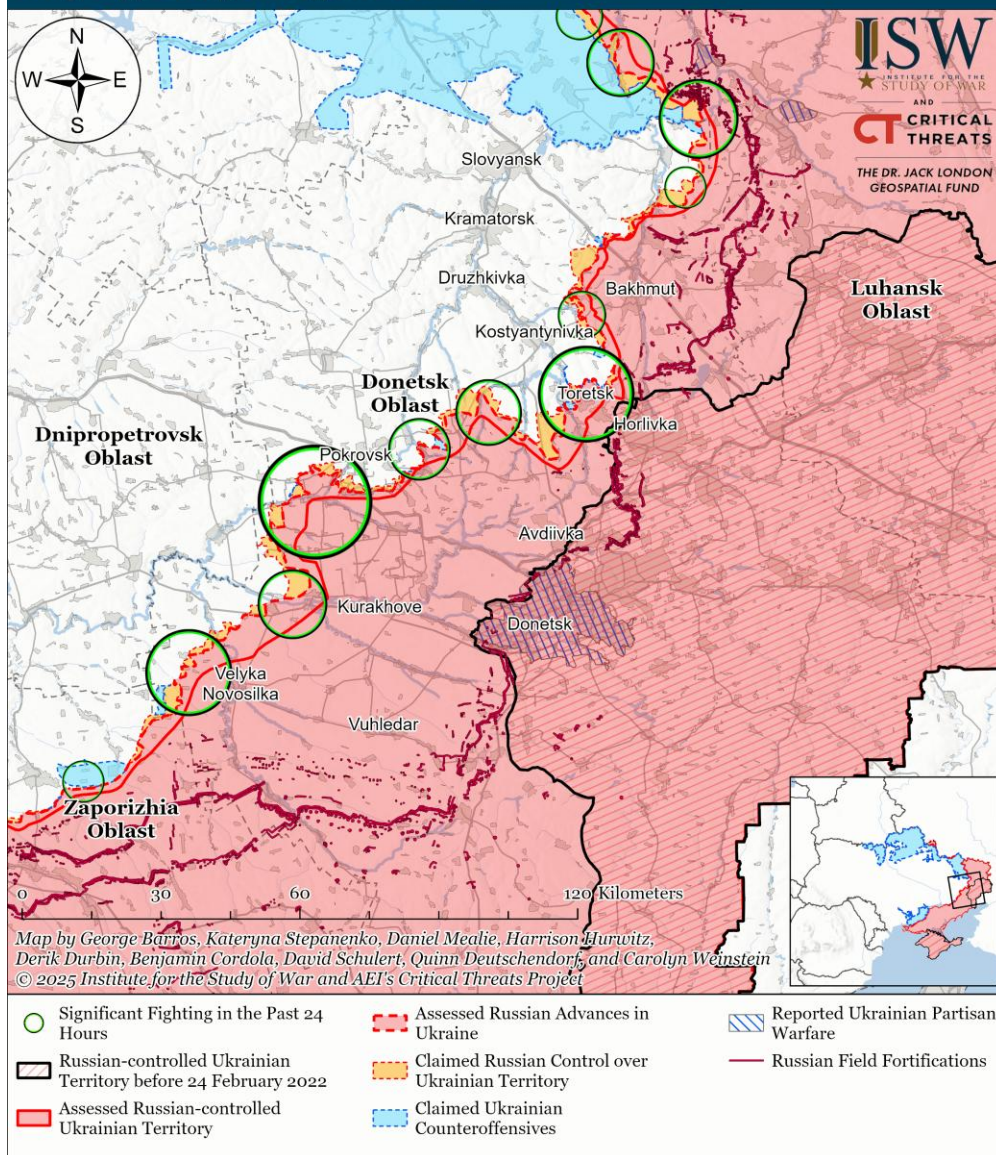 N
W E
S
ISW
INSTITUTE FOR THE
STUDY OF WAR
AND
CT CRITICAL
THREATS
THE DR. JACK LONDON
GEOSPATIAL FUND
Slovyansk
Kramatorsk
Druzhkivka
Bakhmut
Luhansk
Oblast
Kostyantynivka
Donetsk
Oblast
Toretsk
Horlivka
Dnipropetrovsk
Oblast
Pokrovsk
Avdiivka
Kurakhove
Donetsk
Velyka
Novosilka
Vuhledar
Zaporizhia
Oblast
0 30 60 120 Kilometers
Map by George Barros, Kateryna Stepanenko, Daniel Mealie, Harrison Hurwitz,
Derik Durbin, Benjamin Cordola, David Schulert, Quinn Deutschendorf, and Carolyn Weinstein
© 2025 Institute for the Study of War and AEI's Critical Threats Project
Significant Fighting in the Past 24
Hours
Russian-controlled Ukrainian
Territory before 24 February 2022
Assessed Russian-controlled
Ukrainian Territory
Assessed Russian Advances in
Ukraine
Claimed Russian Control over
Ukrainian Territory
Claimed Ukrainian
Counteroffensives
Reported Ukrainian Partisan
Warfare
Russian Field Fortifications